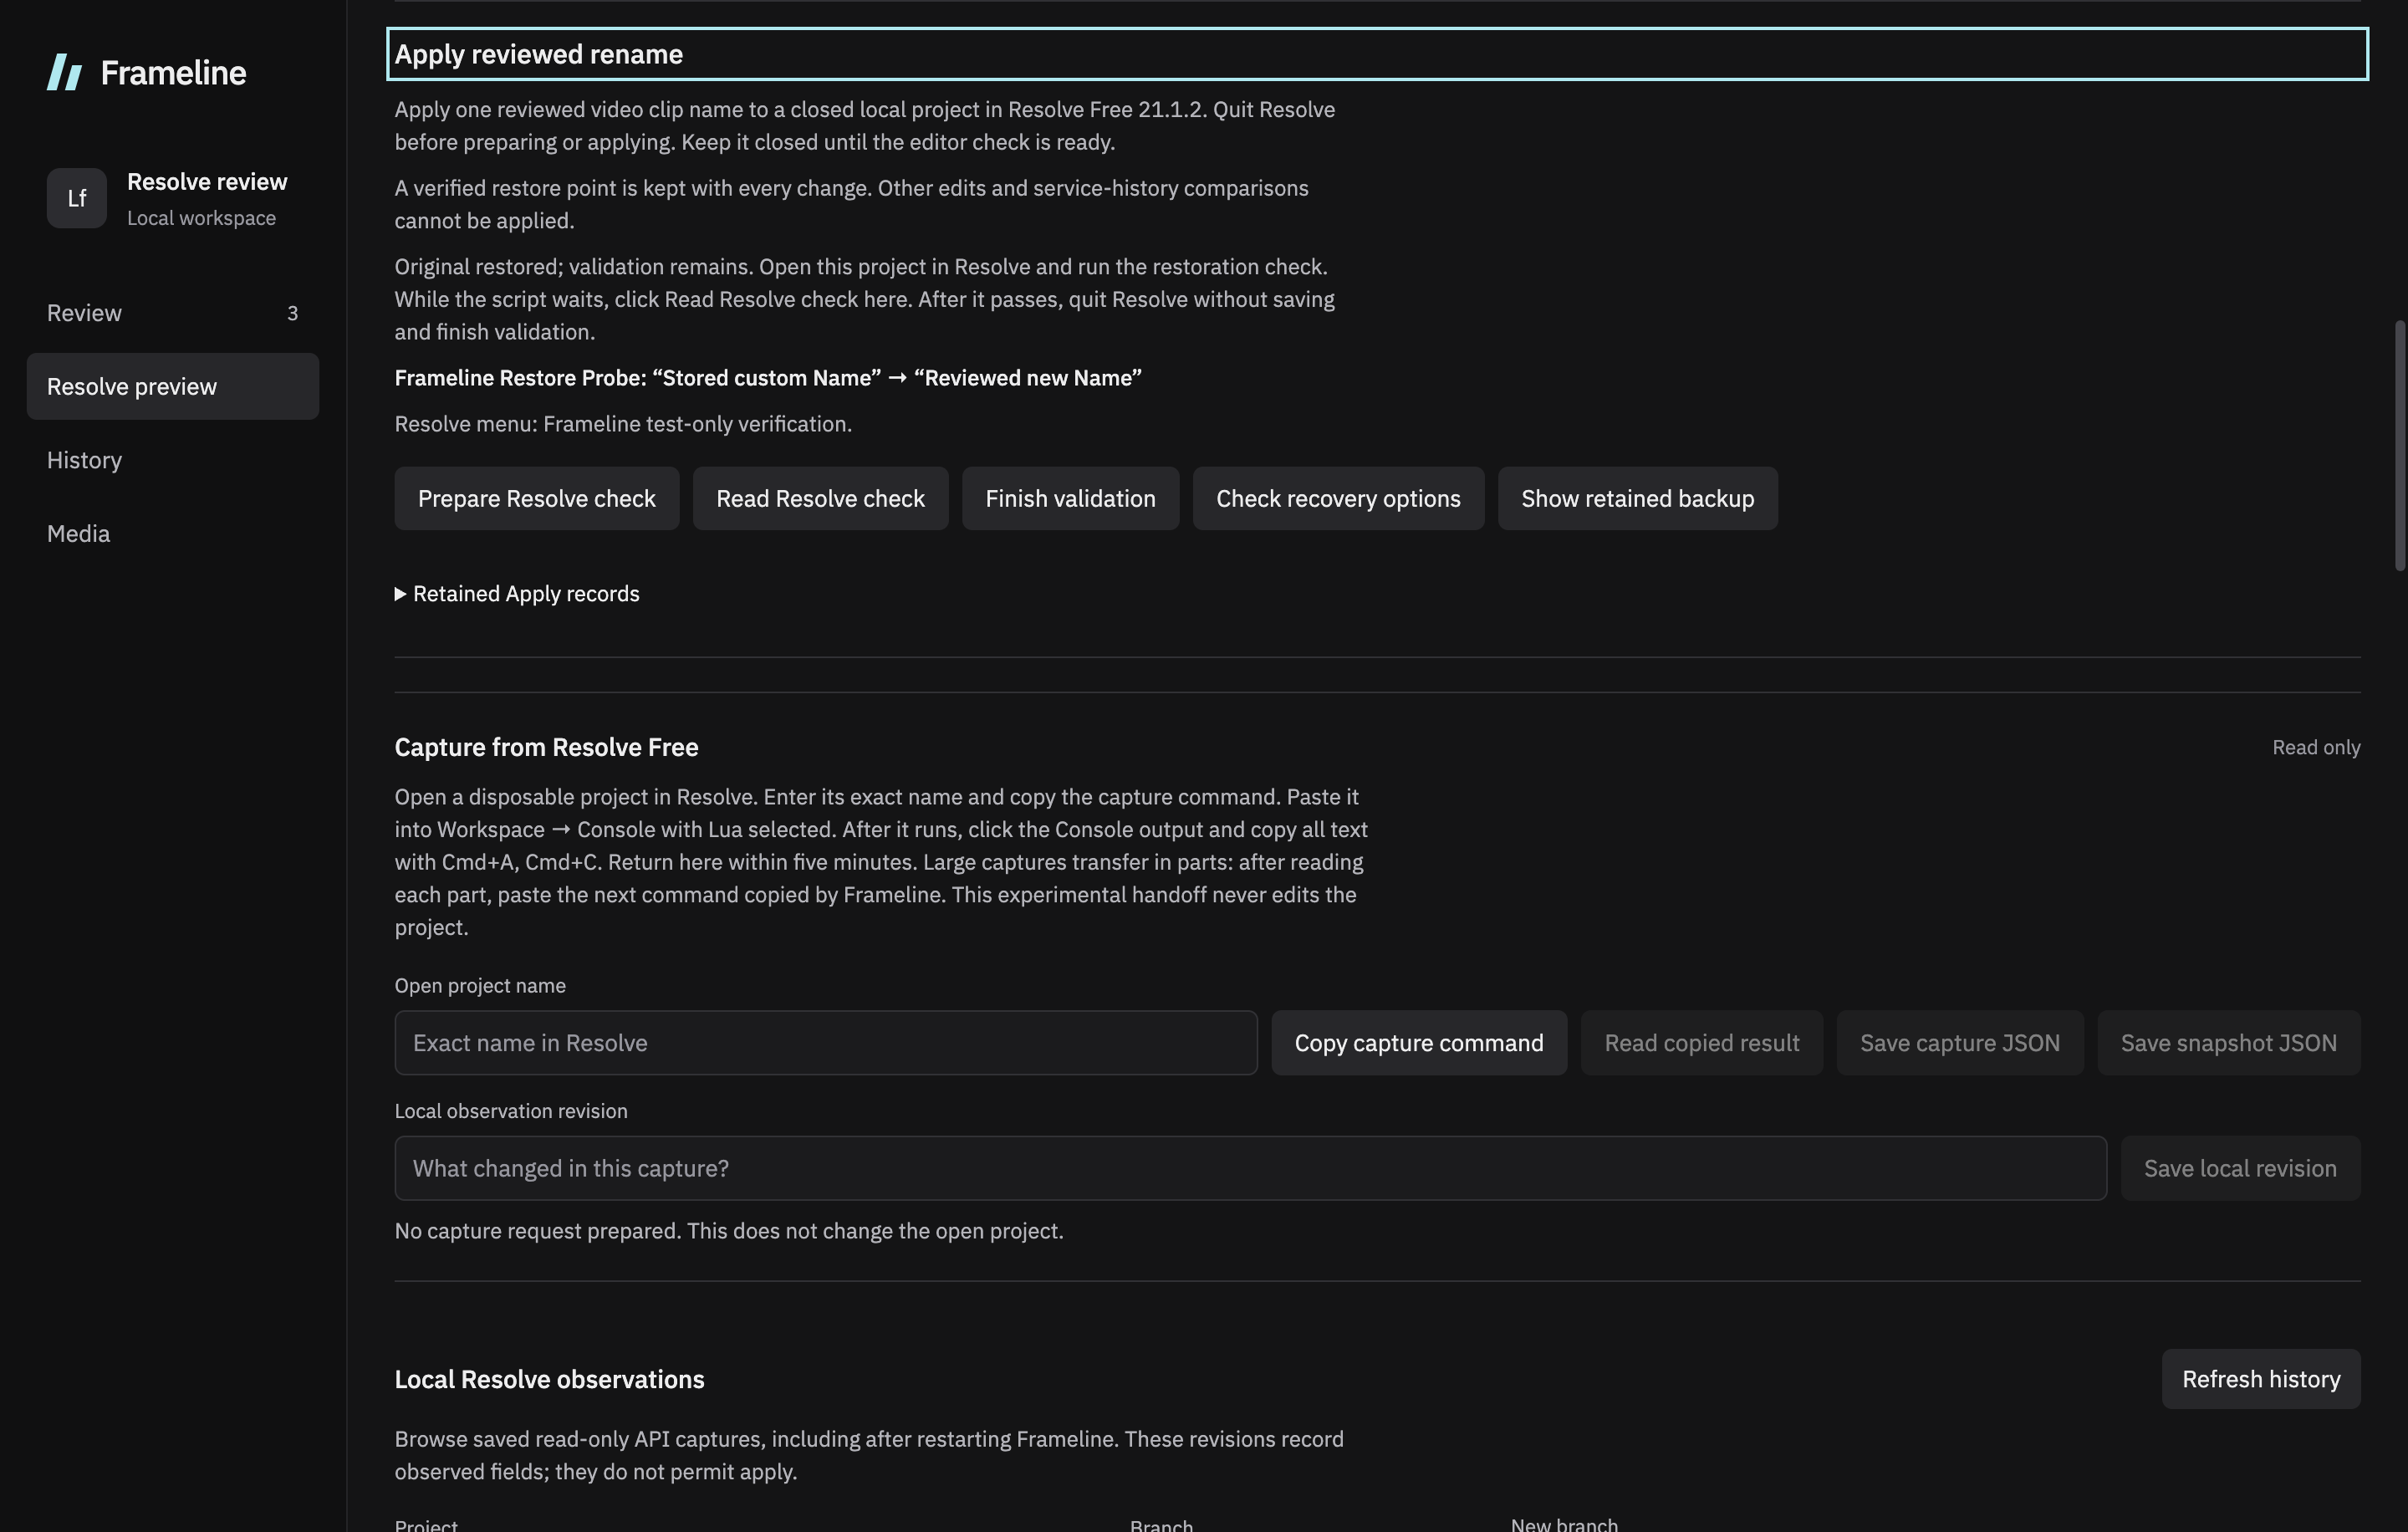 Frameline
Lf
Resolve review
Local workspace
Review 3
Resolve preview
History
Media
Apply reviewed rename
Apply one reviewed video clip name to a closed local project in Resolve Free 21.1.2. Quit Resolve
before preparing or applying. Keep it closed until the editor check is ready.
A verified restore point is kept with every change. Other edits and service-history comparisons
cannot be applied.
Original restored; validation remains. Open this project in Resolve and run the restoration check.
While the script waits, click Read Resolve check here. After it passes, quit Resolve without saving
and finish validation.
Frameline Restore Probe: “Stored custom Name” → “Reviewed new Name”
Resolve menu: Frameline test-only verification.
Prepare Resolve check Read Resolve check Finish validation Check recovery options Show retained backup
▶ Retained Apply records
Capture from Resolve Free Read only
Open a disposable project in Resolve. Enter its exact name and copy the capture command. Paste it
into Workspace → Console with Lua selected. After it runs, click the Console output and copy all text
with Cmd+A, Cmd+C. Return here within five minutes. Large captures transfer in parts: after reading
each part, paste the next command copied by Frameline. This experimental handoff never edits the
project.
Open project name
Exact name in Resolve Copy capture command Read copied result Save capture JSON Save snapshot JSON
Local observation revision
What changed in this capture? Save local revision
No capture request prepared. This does not change the open project.
Local Resolve observations Refresh history
Browse saved read-only API captures, including after restarting Frameline. These revisions record
observed fields; they do not permit apply.
Project Branch New branch